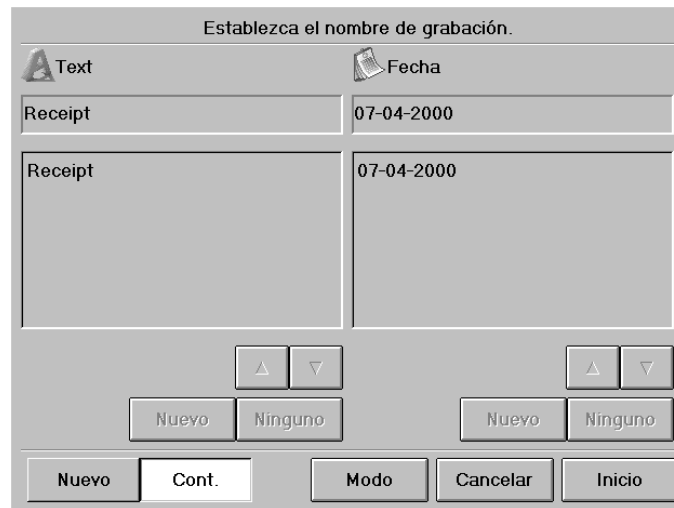 Establezca el nombre de grabación.
Text Fecha
Receipt 07-04-2000
Receipt 07-04-2000
Nuevo Ninguno Nuevo Ninguno
Nuevo Cont. Modo Cancelar Inicio